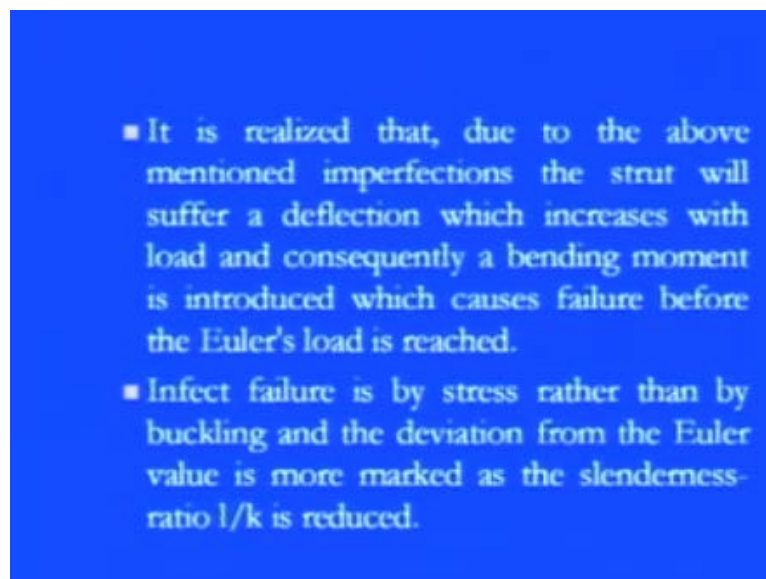 It is realized that, due to the above
mentioned imperfections the strut will
suffer a deflection which increases with
load and consequently a bending moment
is introduced which causes failure before
the Euler's load is reached.
Infect failure is by stress rather than by
buckling and the deviation from the Euler
value is more marked as the slenderness-
ratio l/k is reduced.